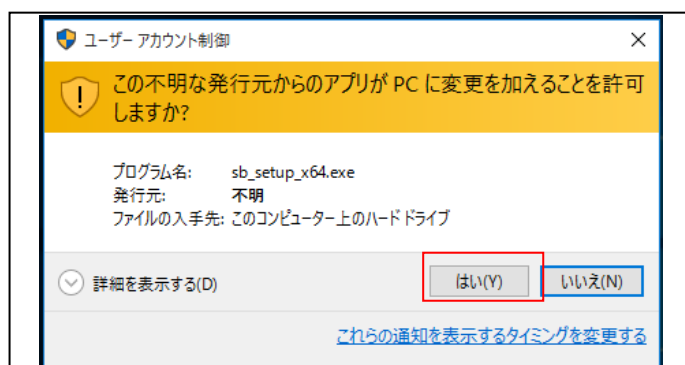 ユーザー アカウント制御
この不明な発行元からのアプリが PC に変更を加えることを許可
しますか?
プログラム名: sb_setup_x64.exe
発行元: 不明
ファイルの入手先: このコンピューター上のハード ドライブ
詳細を表示する(D)
はい(Y)
いいえ(N)
これらの通知を表示するタイミングを変更する